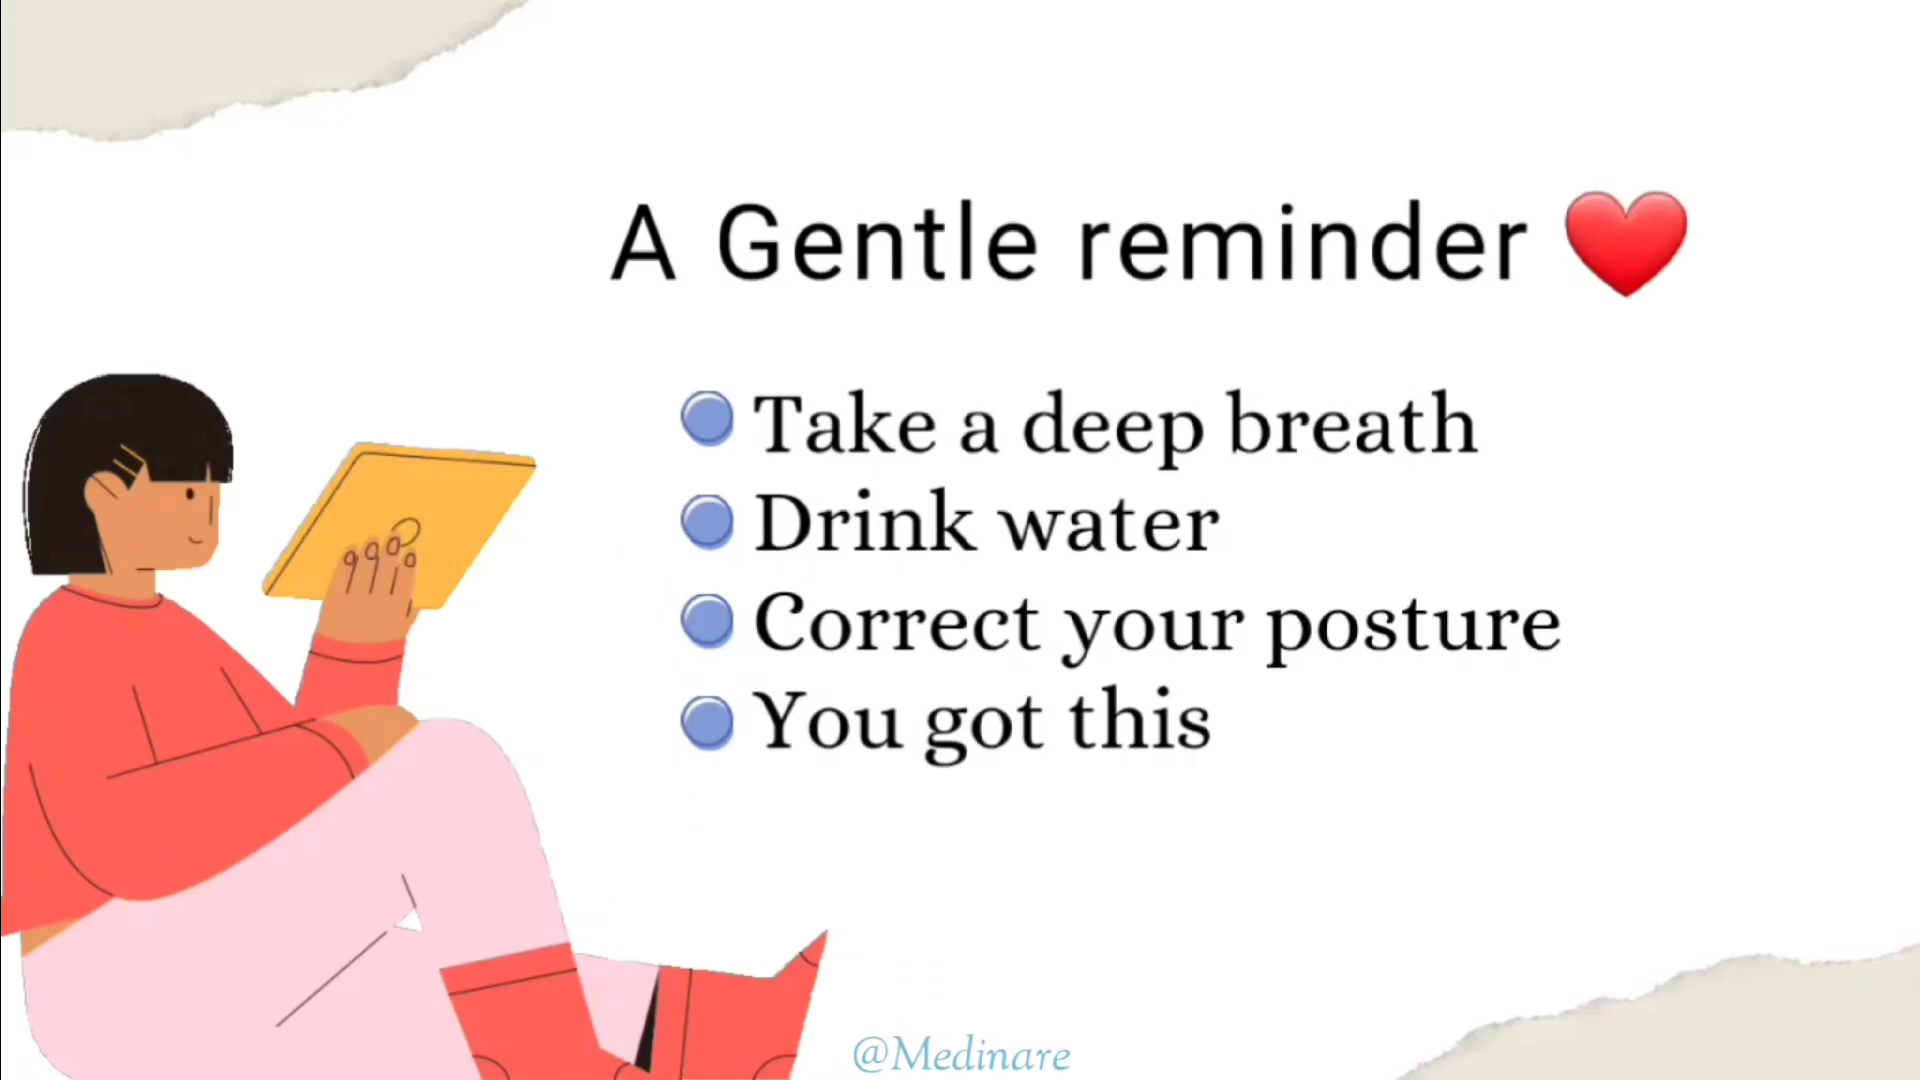 A Gentle reminder ❤️
Take a deep breath
Drink water
Correct your posture
You got this
@Medinare